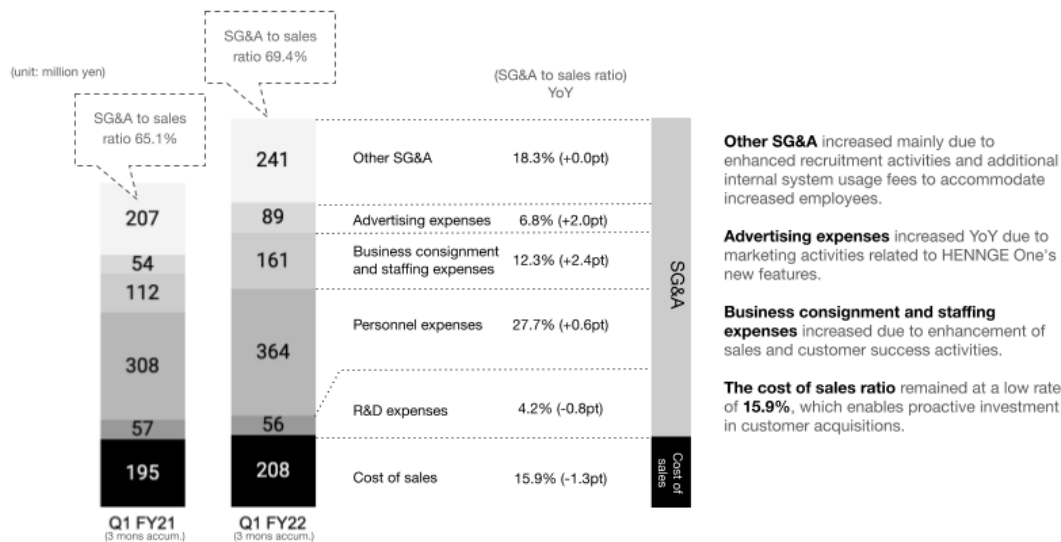 (unit: million yen)
SG&A to sales
ratio 65.1%
SG&A to sales
ratio 69.4%
207
54
112
308
57
195
Q1 FY21
(3 mons accum.)
241
89
161
364
56
208
Q1 FY22
(3 mons accum.)
(SG&A to sales ratio)
YoY
Other SG&A 18.3% (+0.0pt)
Advertising expenses 6.8% (+2.0pt)
Business consignment
and staffing expenses 12.3% (+2.4pt)
Personnel expenses 27.7% (+0.6pt)
R&D expenses 4.2% (-0.8pt)
Cost of sales 15.9% (-1.3pt)
SG&A
Cost of
sales
Other SG&A increased mainly due to
enhanced recruitment activities and additional
internal system usage fees to accommodate
increased employees.
Advertising expenses increased YoY due to
marketing activities related to HENNGE One's
new features.
Business consignment and staffing
expenses increased due to enhancement of
sales and customer success activities.
The cost of sales ratio remained at a low rate
of 15.9%, which enables proactive investment
in customer acquisitions.